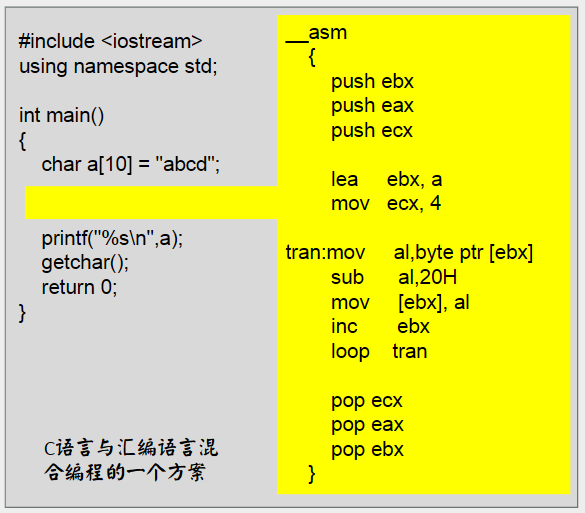 #include <iostream>
using namespace std;
int main()
{
char a[10] = "abcd";
printf("%s\n",a);
getchar();
return 0;
}
C语言与汇编语言混
合编程的一个方案
__asm
{
push ebx
push eax
push ecx
lea ebx, a
mov ecx, 4
tran:mov al,byte ptr [ebx]
sub al,20H
mov [ebx], al
inc ebx
loop tran
pop ecx
pop eax
pop ebx
}